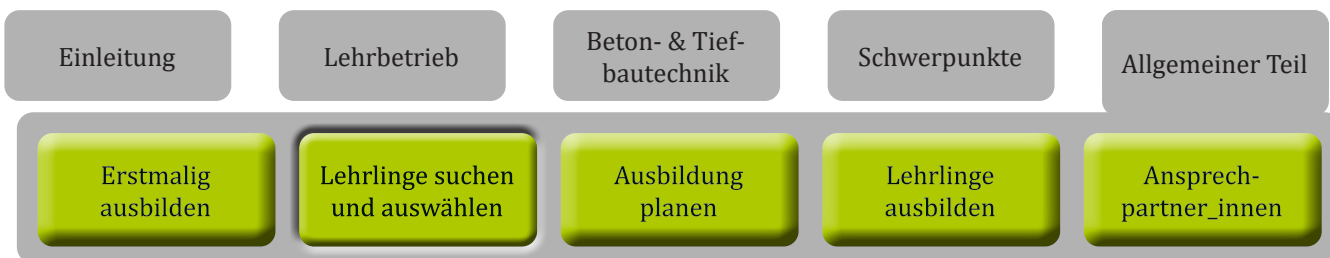 Einleitung
Lehrbetrieb
Beton- & Tief-
bautechnik
Schwerpunkte
Allgemeiner Teil
Erstmalig
ausbilden
Lehrlinge suchen
und auswählen
Ausbildung
planen
Lehrlinge
ausbilden
Ansprech-
partner_innen